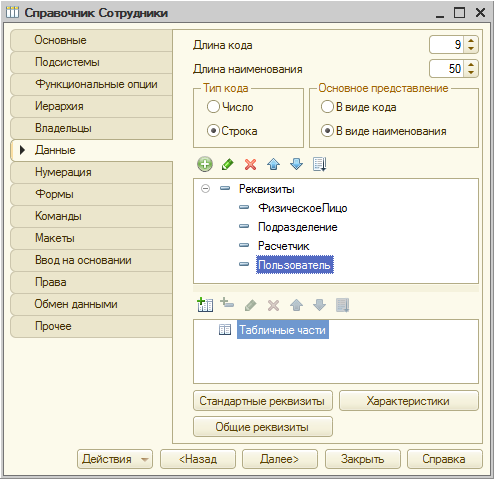 Справочник Сотрудники
Основные
Подсистемы
Функциональные опции
Иерархия
Владельцы
Данные
Нумерация
Формы
Команды
Макеты
Ввод на основании
Права
Обмен данными
Прочее
Длина кода 9
Длина наименования 50
Тип кода
Число
Строка
Основное представление
В виде кода
В виде наименования
Реквизиты
ФизическоеЛицо
Подразделение
Расчетчик
Пользователь
Табличные части
Стандартные реквизиты Характеристики
Общие реквизиты
Действия <Назад Далее> Закрыть Справка